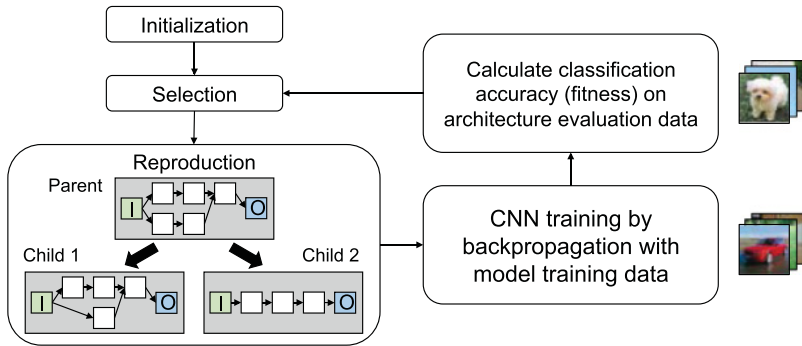 Initialization
Selection
Calculate classification
accuracy (fitness) on
architecture evaluation data
Reproduction
Parent
I
O
Child 1
Child 2
I
O
I
O
CNN training by
backpropagation with
model training data